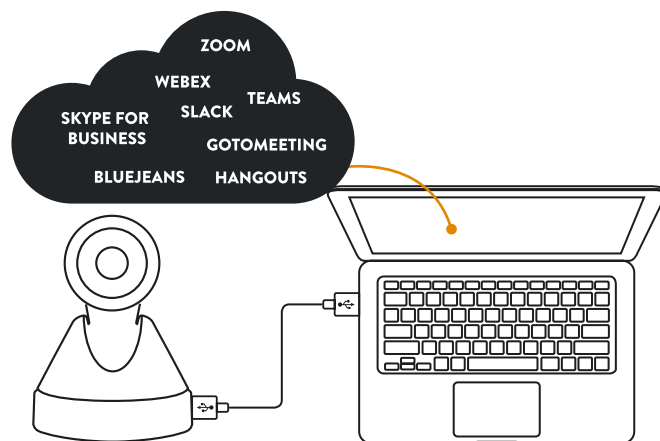 ZOOM
WEBEX
TEAMS
SLACK
SKYPE FOR
BUSINESS
GOTOMEETING
BLUEJEANS
HANGOUTS